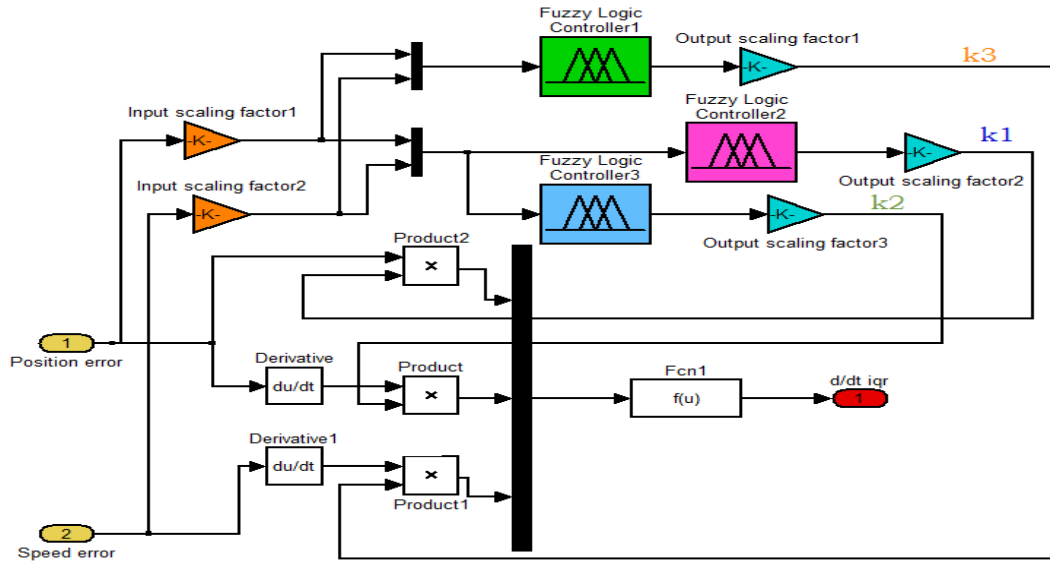 Fuzzy Logic
Controller1
Output scaling factor1
-K-
k3
Input scaling factor1
-K-
Fuzzy Logic
Controller2
-K-
k1
Output scaling factor2
Input scaling factor2
-K-
Fuzzy Logic
Controller3
-K-
k2
Output scaling factor3
Product2
×
1
Position error
Derivative
du/dt
Product
×
Fcn1
f(u)
d/dt iqr
1
Derivative1
du/dt
×
Product1
2
Speed error